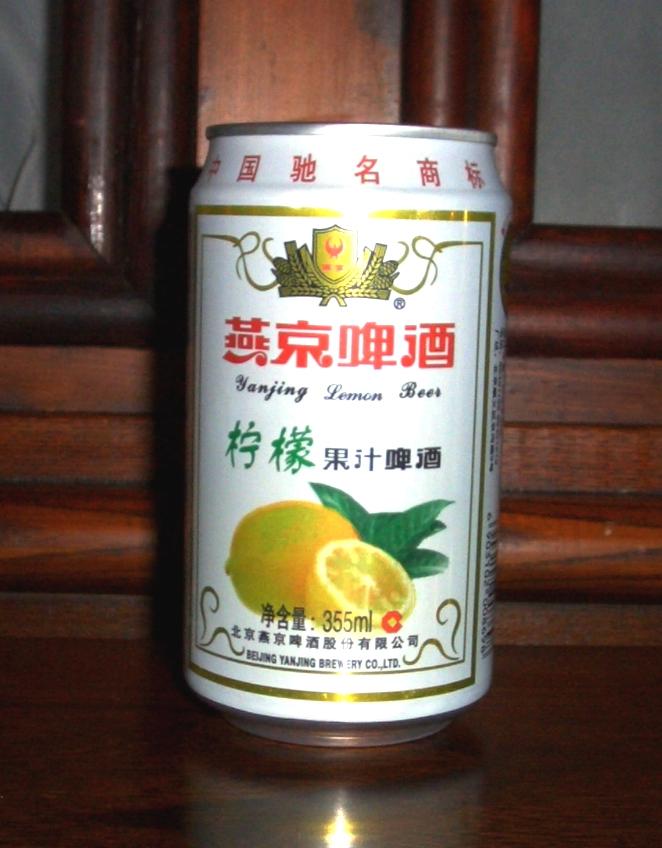 中国驰名商标
燕京啤酒
Yanjing Lemon Beer
柠檬果汁啤酒
净含量: 355ml
北京燕京啤酒股份有限公司
BEIJING YANJING BREWERY CO.,LTD.